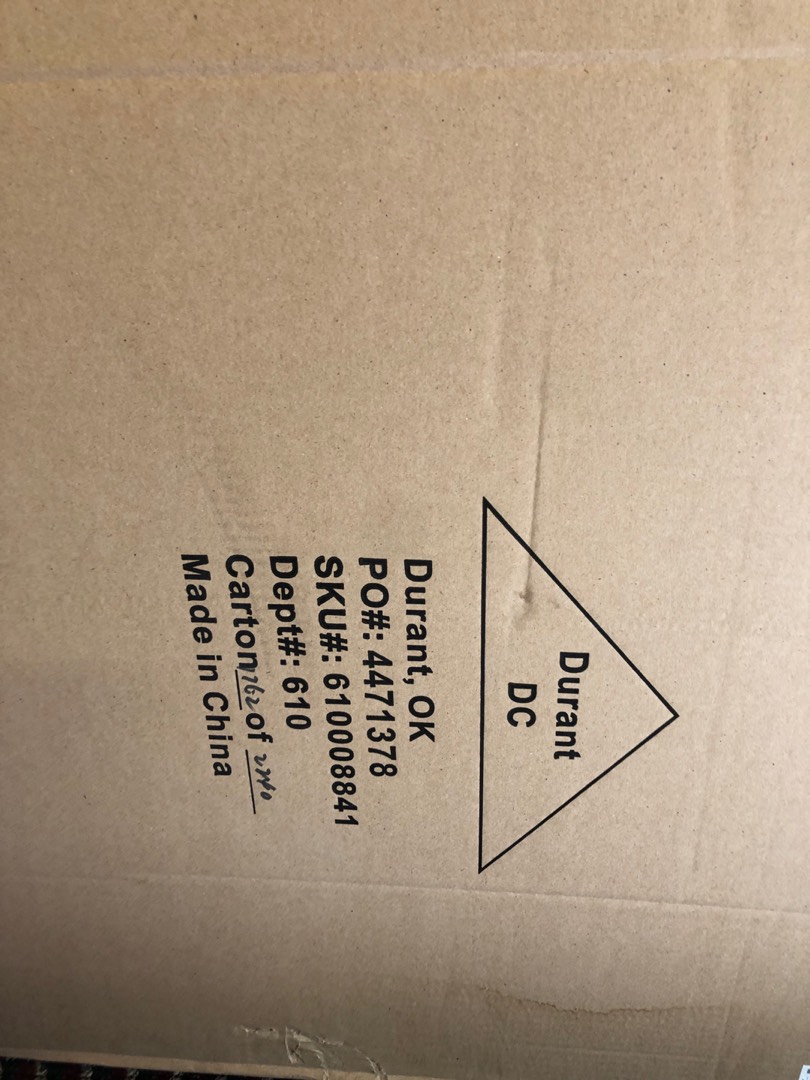 Durant
DC
Durant, OK
PO#: 4471378
SKU#: 610008841
Dept#: 610
Carton of
Made in China